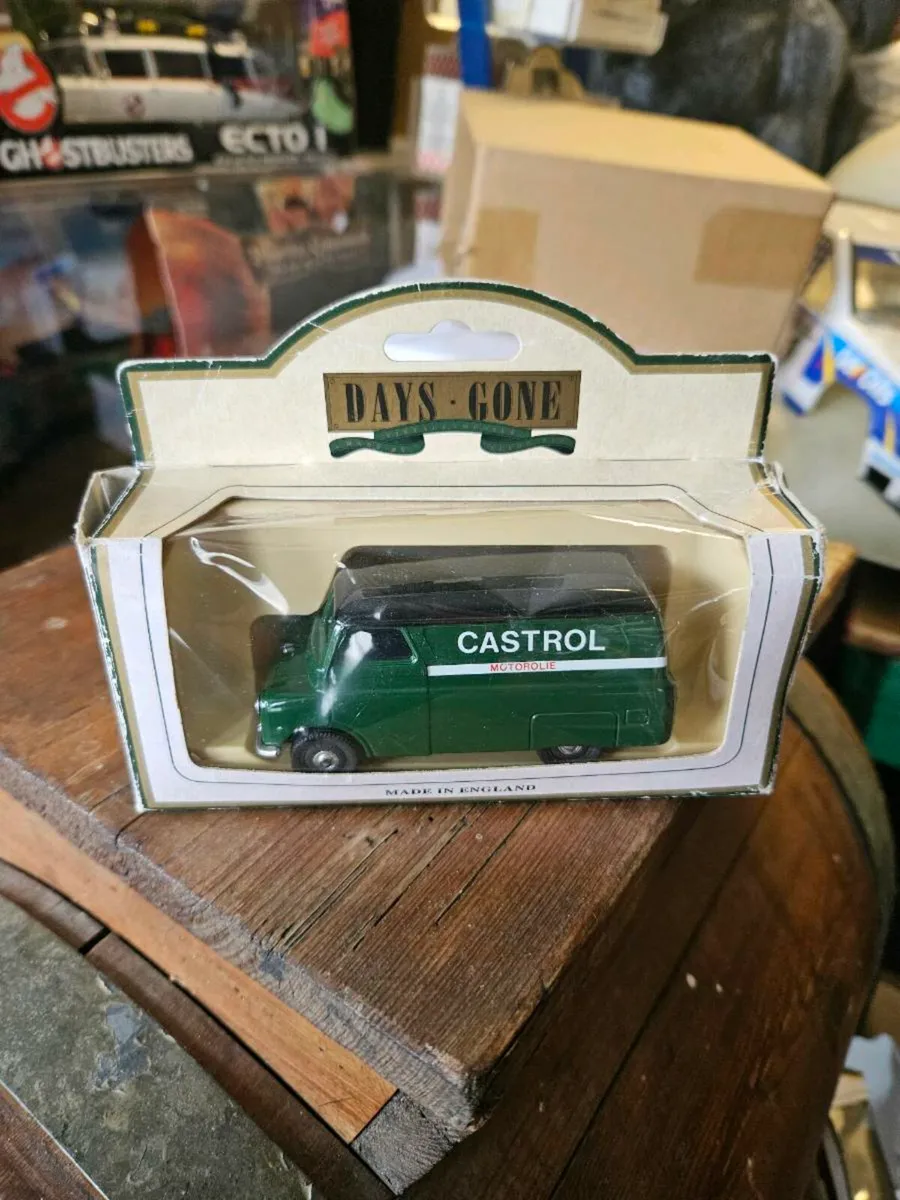 GHOSTBUSTERS
ECTO 1
DAYS · GONE
CASTROL
MOTOROLIE
MADE IN ENGLAND